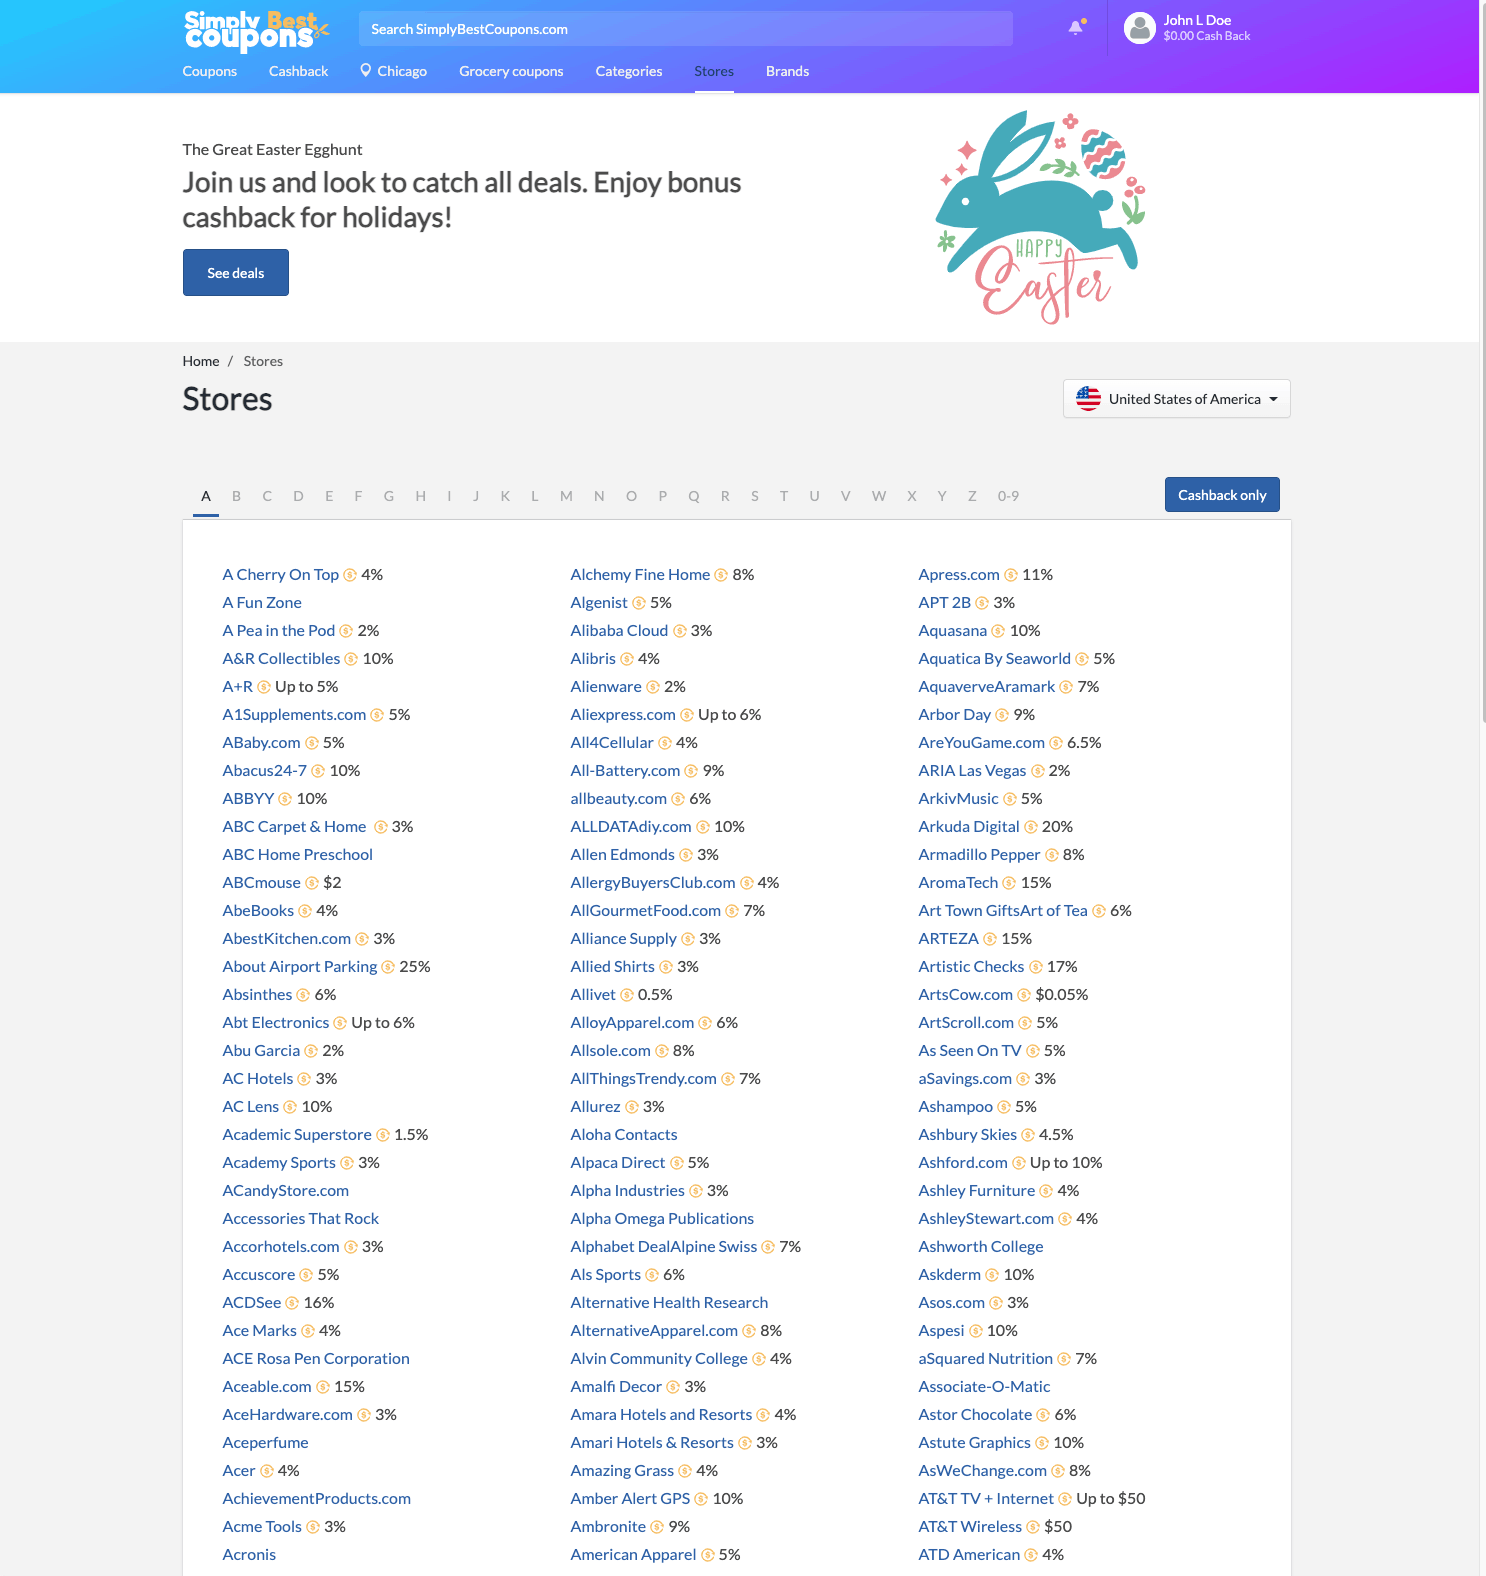 Simply Best
coupons
Search SimplyBestCoupons.com
John L Doe
$0.00 Cash Back
Coupons
Cashback
Chicago
Grocery coupons
Categories
Stores
Brands
The Great Easter Egghunt
Join us and look to catch all deals. Enjoy bonus
cashback for holidays!
See deals
HAPPY
Easter
Home / Stores
Stores
United States of America
A B C D E F G H I J K L M N O P Q R S T U V W X Y Z 0-9
Cashback only
A Cherry On Top 4%
A Fun Zone
A Pea in the Pod 2%
A&R Collectibles 10%
A+R Up to 5%
A1Supplements.com 5%
ABaby.com 5%
Abacus24-7 10%
ABBYY 10%
ABC Carpet & Home 3%
ABC Home Preschool
ABCmouse $2
AbeBooks 4%
AbestKitchen.com 3%
About Airport Parking 25%
Absinthes 6%
Abt Electronics Up to 6%
Abu Garcia 2%
AC Hotels 3%
AC Lens 10%
Academic Superstore 1.5%
Academy Sports 3%
ACandyStore.com
Accessories That Rock
Accorhotels.com 3%
Accuscore 5%
ACDSee 16%
Ace Marks 4%
ACE Rosa Pen Corporation
Aceable.com 15%
AceHardware.com 3%
Aceperfume
Acer 4%
AchievementProducts.com
Acme Tools 3%
Acronis
Alchemy Fine Home 8%
Algenist 5%
Alibaba Cloud 3%
Alibris 4%
Alienware 2%
Aliexpress.com Up to 6%
All4Cellular 4%
All-Battery.com 9%
allbeauty.com 6%
ALLDATAdiy.com 10%
Allen Edmonds 3%
AllergyBuyersClub.com 4%
AllGourmetFood.com 7%
Alliance Supply 3%
Allied Shirts 3%
Allivet 0.5%
AlloyApparel.com 6%
Allsole.com 8%
AllThingsTrendy.com 7%
Allurez 3%
Aloha Contacts
Alpaca Direct 5%
Alpha Industries 3%
Alpha Omega Publications
Alphabet DealAlpine Swiss 7%
Als Sports 6%
Alternative Health Research
AlternativeApparel.com 8%
Alvin Community College 4%
Amalfi Decor 3%
Amara Hotels and Resorts 4%
Amari Hotels & Resorts 3%
Amazing Grass 4%
Amber Alert GPS 10%
Ambronite 9%
American Apparel 5%
Apress.com 11%
APT 2B 3%
Aquasana 10%
Aquatica By Seaworld 5%
AquaverveAramark 7%
Arbor Day 9%
AreYouGame.com 6.5%
ARIA Las Vegas 2%
ArkivMusic 5%
Arkuda Digital 20%
Armadillo Pepper 8%
AromaTech 15%
Art Town GiftsArt of Tea 6%
ARTEZA 15%
Artistic Checks 17%
ArtsCow.com $0.05%
ArtScroll.com 5%
As Seen On TV 5%
aSavings.com 3%
Ashampoo 5%
Ashbury Skies 4.5%
Ashford.com Up to 10%
Ashley Furniture 4%
AshleyStewart.com 4%
Ashworth College
Askderm 10%
Asos.com 3%
Aspesi 10%
aSquared Nutrition 7%
Associate-O-Matic
Astor Chocolate 6%
Astute Graphics 10%
AsWeChange.com 8%
AT&T TV + Internet Up to $50
AT&T Wireless $50
ATD American 4%